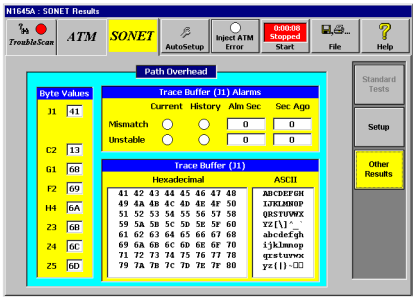 N1645A : SONET Results
TroubleScan
ATM
SONET
AutoSetup
Inject ATM
Error
0:00:08
Stopped
Start
File
Help
Path Overhead
Byte Values
J1 41
C2 13
G1 68
F2 69
H4 6A
Z3 6B
Z4 6C
Z5 6D
Trace Buffer (J1) Alarms
Current History Alm Sec Sec Ago
Mismatch 0 0
Unstable 0 0
Trace Buffer (J1)
Hexadecimal ASCII
41 42 43 44 45 46 47 48 ABCDEFGH
49 4A 4B 4C 4D 4E 4F 50 IJKLMNOP
51 52 53 54 55 56 57 58 QRSTUVWX
59 5A 5B 5C 5D 5E 5F 60 YZ[\]^_`
61 62 63 64 65 66 67 68 abcdefgh
69 6A 6B 6C 6D 6E 6F 70 ijklmnop
71 72 73 74 75 76 77 78 qrstuvwx
79 7A 7B 7C 7D 7E 7F 80 yz{|}~□□
Standard
Tests
Setup
Other
Results